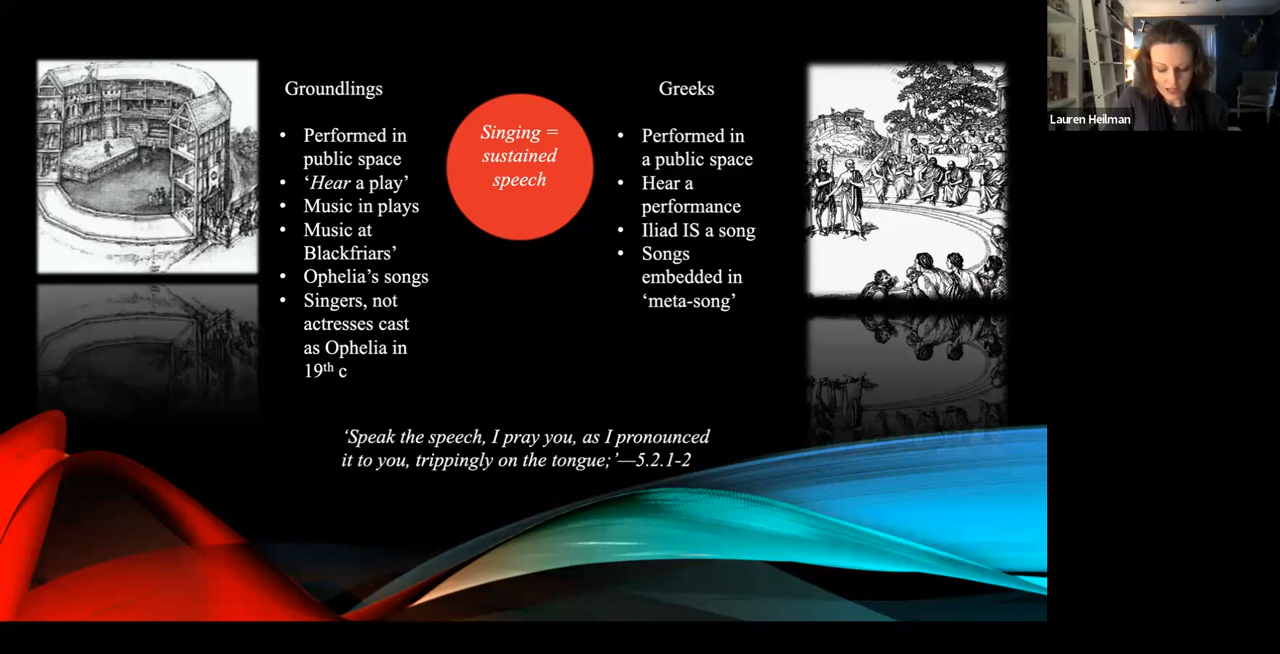 Groundlings
• Performed in
public space
• ‘Hear a play’
• Music in plays
• Music at
Blackfriars’
• Ophelia’s songs
• Singers, not
actresses cast
as Ophelia in
19th c
Singing =
sustained
speech
Greeks
• Performed in
a public space
• Hear a
performance
• Iliad IS a song
• Songs
embedded in
‘meta-song’
‘Speak the speech, I pray you, as I pronounced
it to you, trippingly on the tongue;’—5.2.1-2
Lauren Heilman